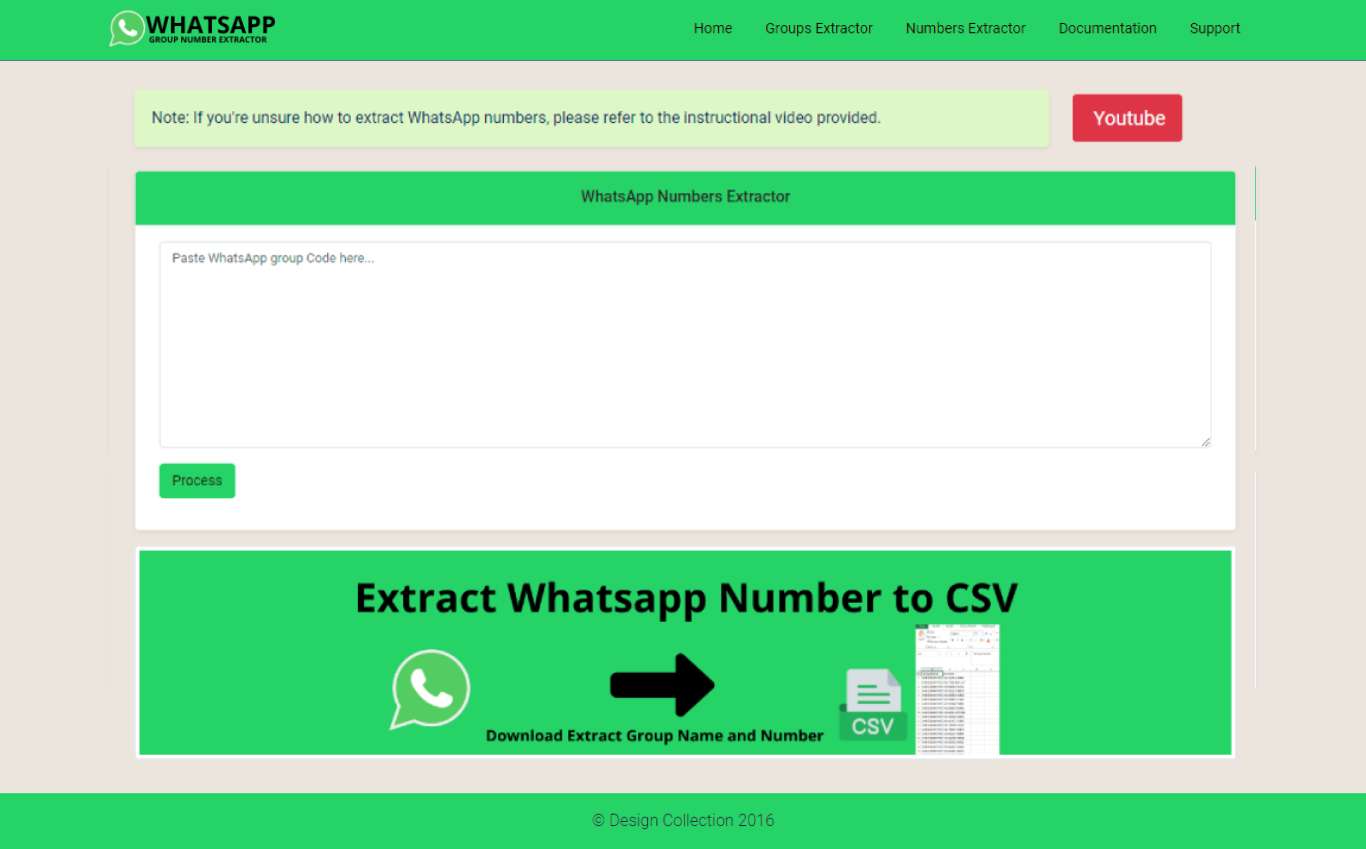 WHATSAPP
GROUP NUMBER EXTRACTOR
Home Groups Extractor Numbers Extractor Documentation Support
Note: If you're unsure how to extract WhatsApp numbers, please refer to the instructional video provided.
Youtube
WhatsApp Numbers Extractor
Paste WhatsApp group Code here...
Process
Extract Whatsapp Number to CSV
CSV
Download Extract Group Name and Number
© Design Collection 2016